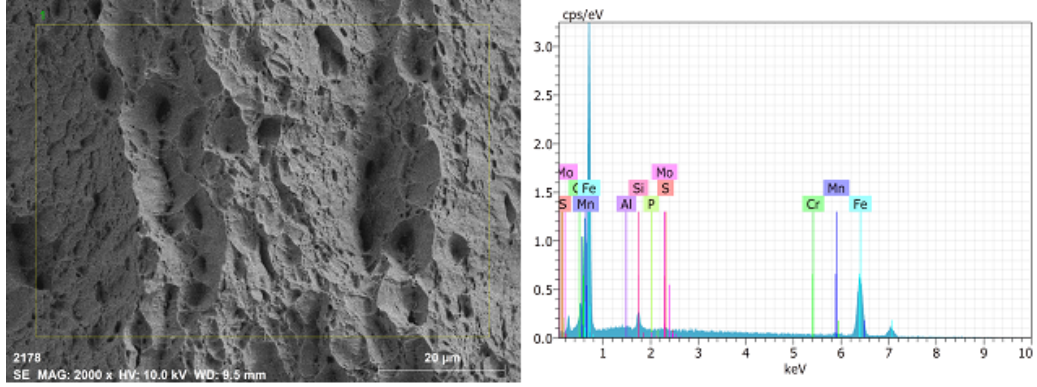 2178
20 μm
SE MAG: 2000 x HV: 10.0 kV WD: 9.5 mm
cps/eV
3.0
2.5
2.0
1.5
1.0
0.5
0.0
Mo Mo
C Fe Si S Mn
S Mn Al P Cr Fe
1 2 3 4 5 6 7 8 9 10
keV